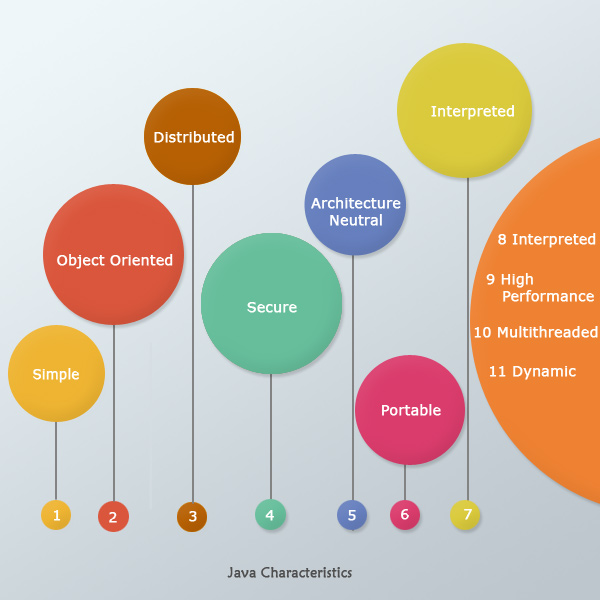 Interpreted
Distributed
Architecture
Neutral
Object Oriented
Secure
Simple
Portable
8 Interpreted
9 High
Performance
10 Multithreaded
11 Dynamic
1
2
3
4
5
6
7
Java Characteristics